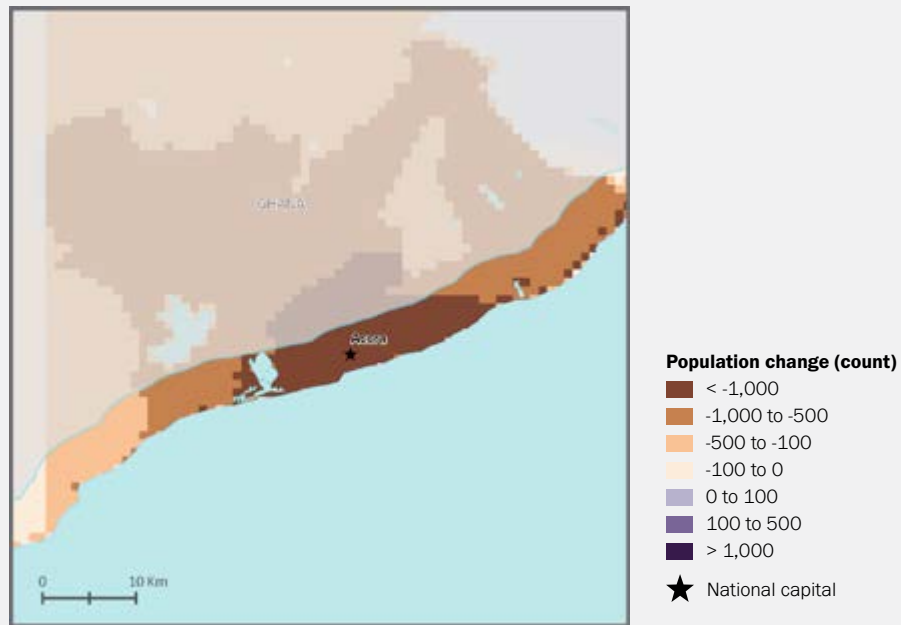 GHANA
Accra
0 10 Km
Population change (count)
< -1,000
-1,000 to -500
-500 to -100
-100 to 0
0 to 100
100 to 500
> 1,000
National capital